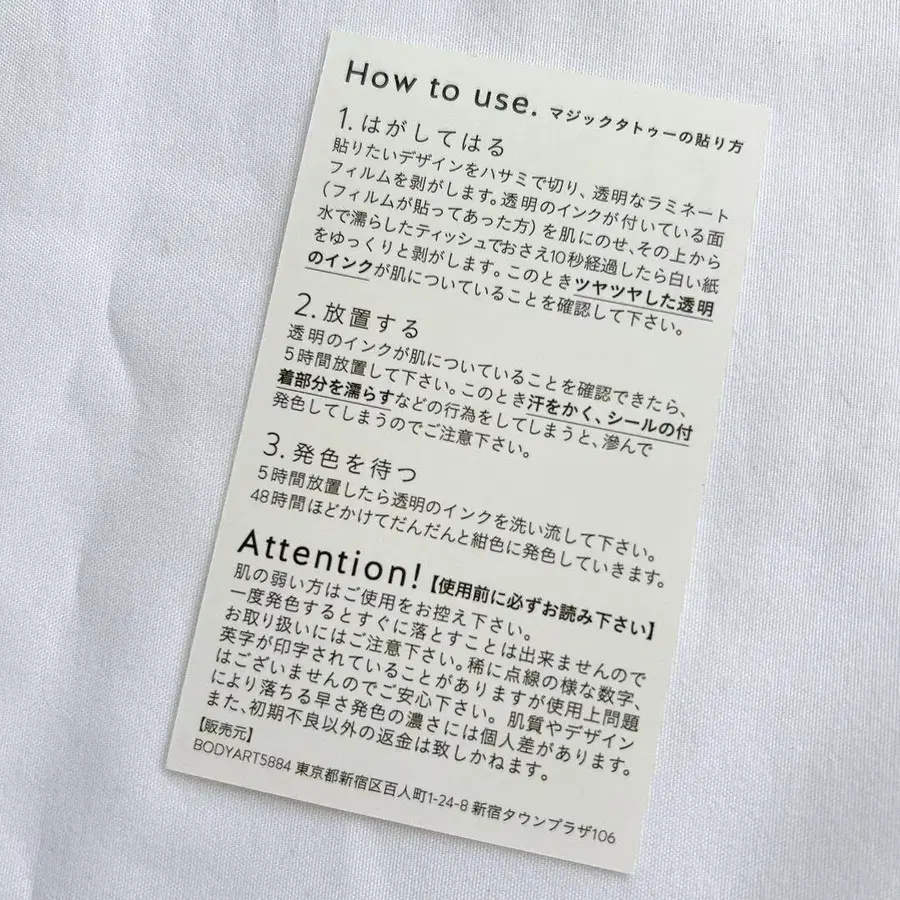 How to use. マジックタトゥーの貼り方
1. はがしてはる
貼りたいデザインをハサミで切り、透明なラミネート
フィルムを剥がします。透明のインクが付いている面
(フィルムが貼ってあった方)を肌にのせ、その上から
水で濡らしたティッシュでおさえ10秒経過したら白い紙
をゆっくりと剥がします。このときツヤツヤした透明
のインクが肌についていることを確認して下さい。
2. 放置する
透明のインクが肌についていることを確認できたら、
5時間放置して下さい。このとき汗をかく、シールの付
着部分を濡らすなどの行為をしてしまうと、滲んで
発色してしまうのでご注意下さい。
3. 発色を待つ
5時間放置したら透明のインクを洗い流して下さい。
48時間ほどかけてだんだんと紺色に発色していきます。
Attention!【使用前に必ずお読み下さい】
肌の弱い方はご使用をお控え下さい。
一度発色するとすぐに落とすことは出来ませんので
お取り扱いにはご注意下さい。稀に点線の様な数字、
英字が印字されていることがありますが使用上問題
はございませんのでご安心下さい。肌質やデザイン
により落ちる早さ発色の濃さには個人差があります。
また、初期不良以外の返金は致しかねます。
【販売元】
BODYART5884 東京都新宿区百人町1-24-8 新宿タウンプラザ106